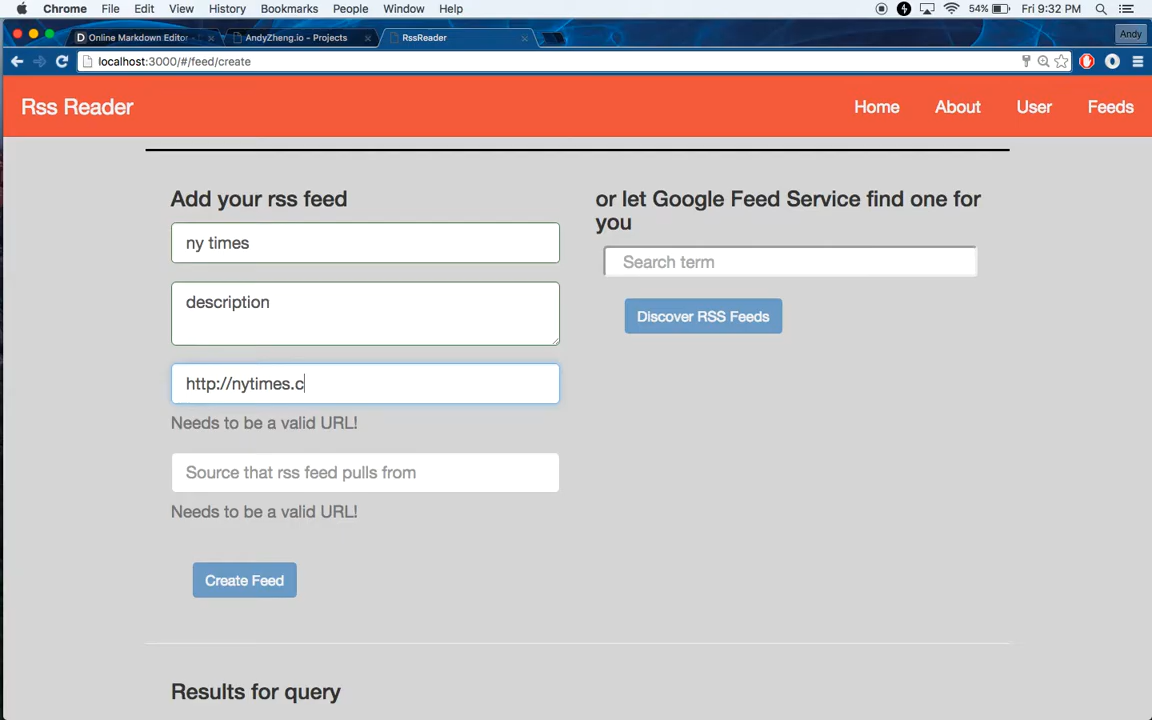 Chrome File Edit View History Bookmarks People Window Help 54% Fri 9:32 PM
Online Markdown Editor - AndyZheng.io - Projects RssReader Andy
localhost:3000/#/feed/create
Rss Reader Home About User Feeds
Add your rss feed
ny times
description
http://nytimes.c
Needs to be a valid URL!
Source that rss feed pulls from
Needs to be a valid URL!
Create Feed
or let Google Feed Service find one for
you
Search term
Discover RSS Feeds
Results for query